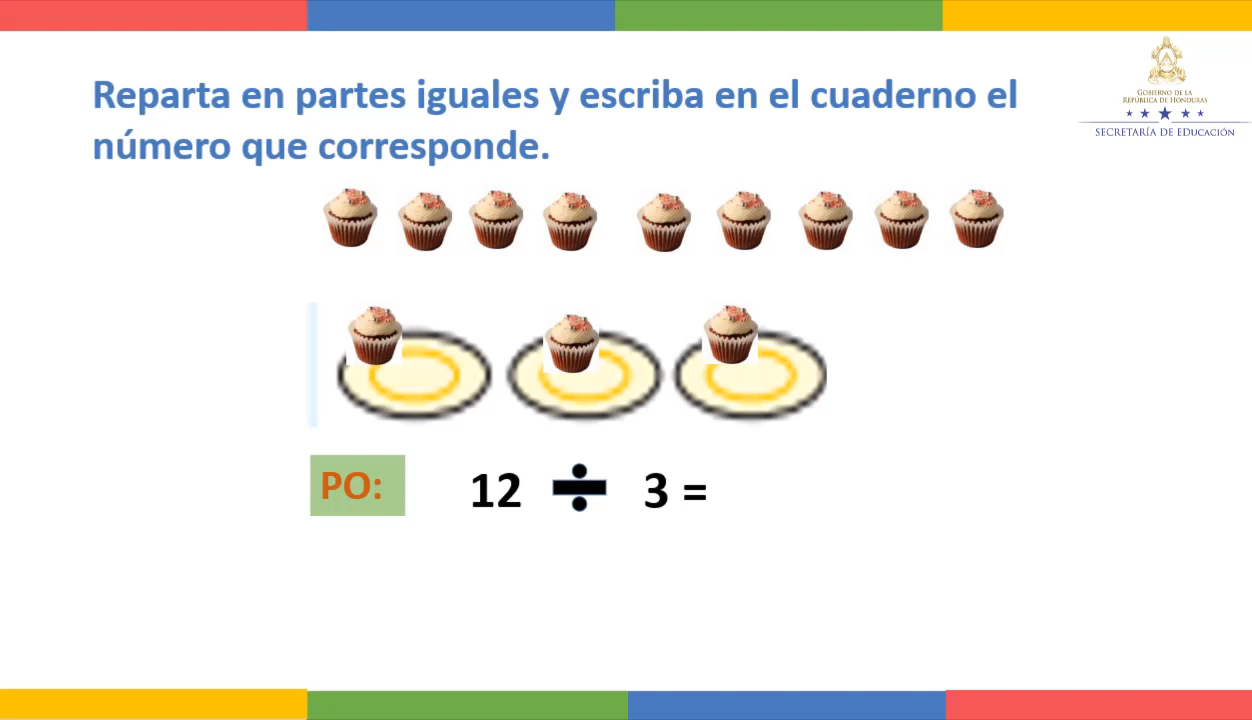 Reparta en partes iguales y escriba en el cuaderno el
número que corresponde.
GOBIERNO DE LA
REPÚBLICA DE HONDURAS
SECRETARÍA DE EDUCACIÓN
PO: 12 ÷ 3 =